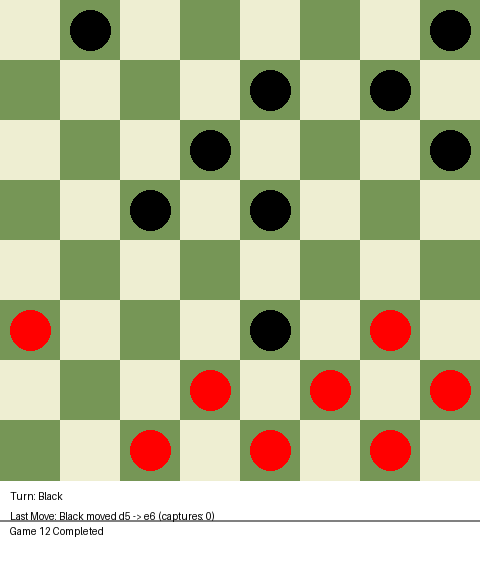 Turn: Black
Last Move: Black moved d5 -> e6 (captures: 0)
Game 12 Completed